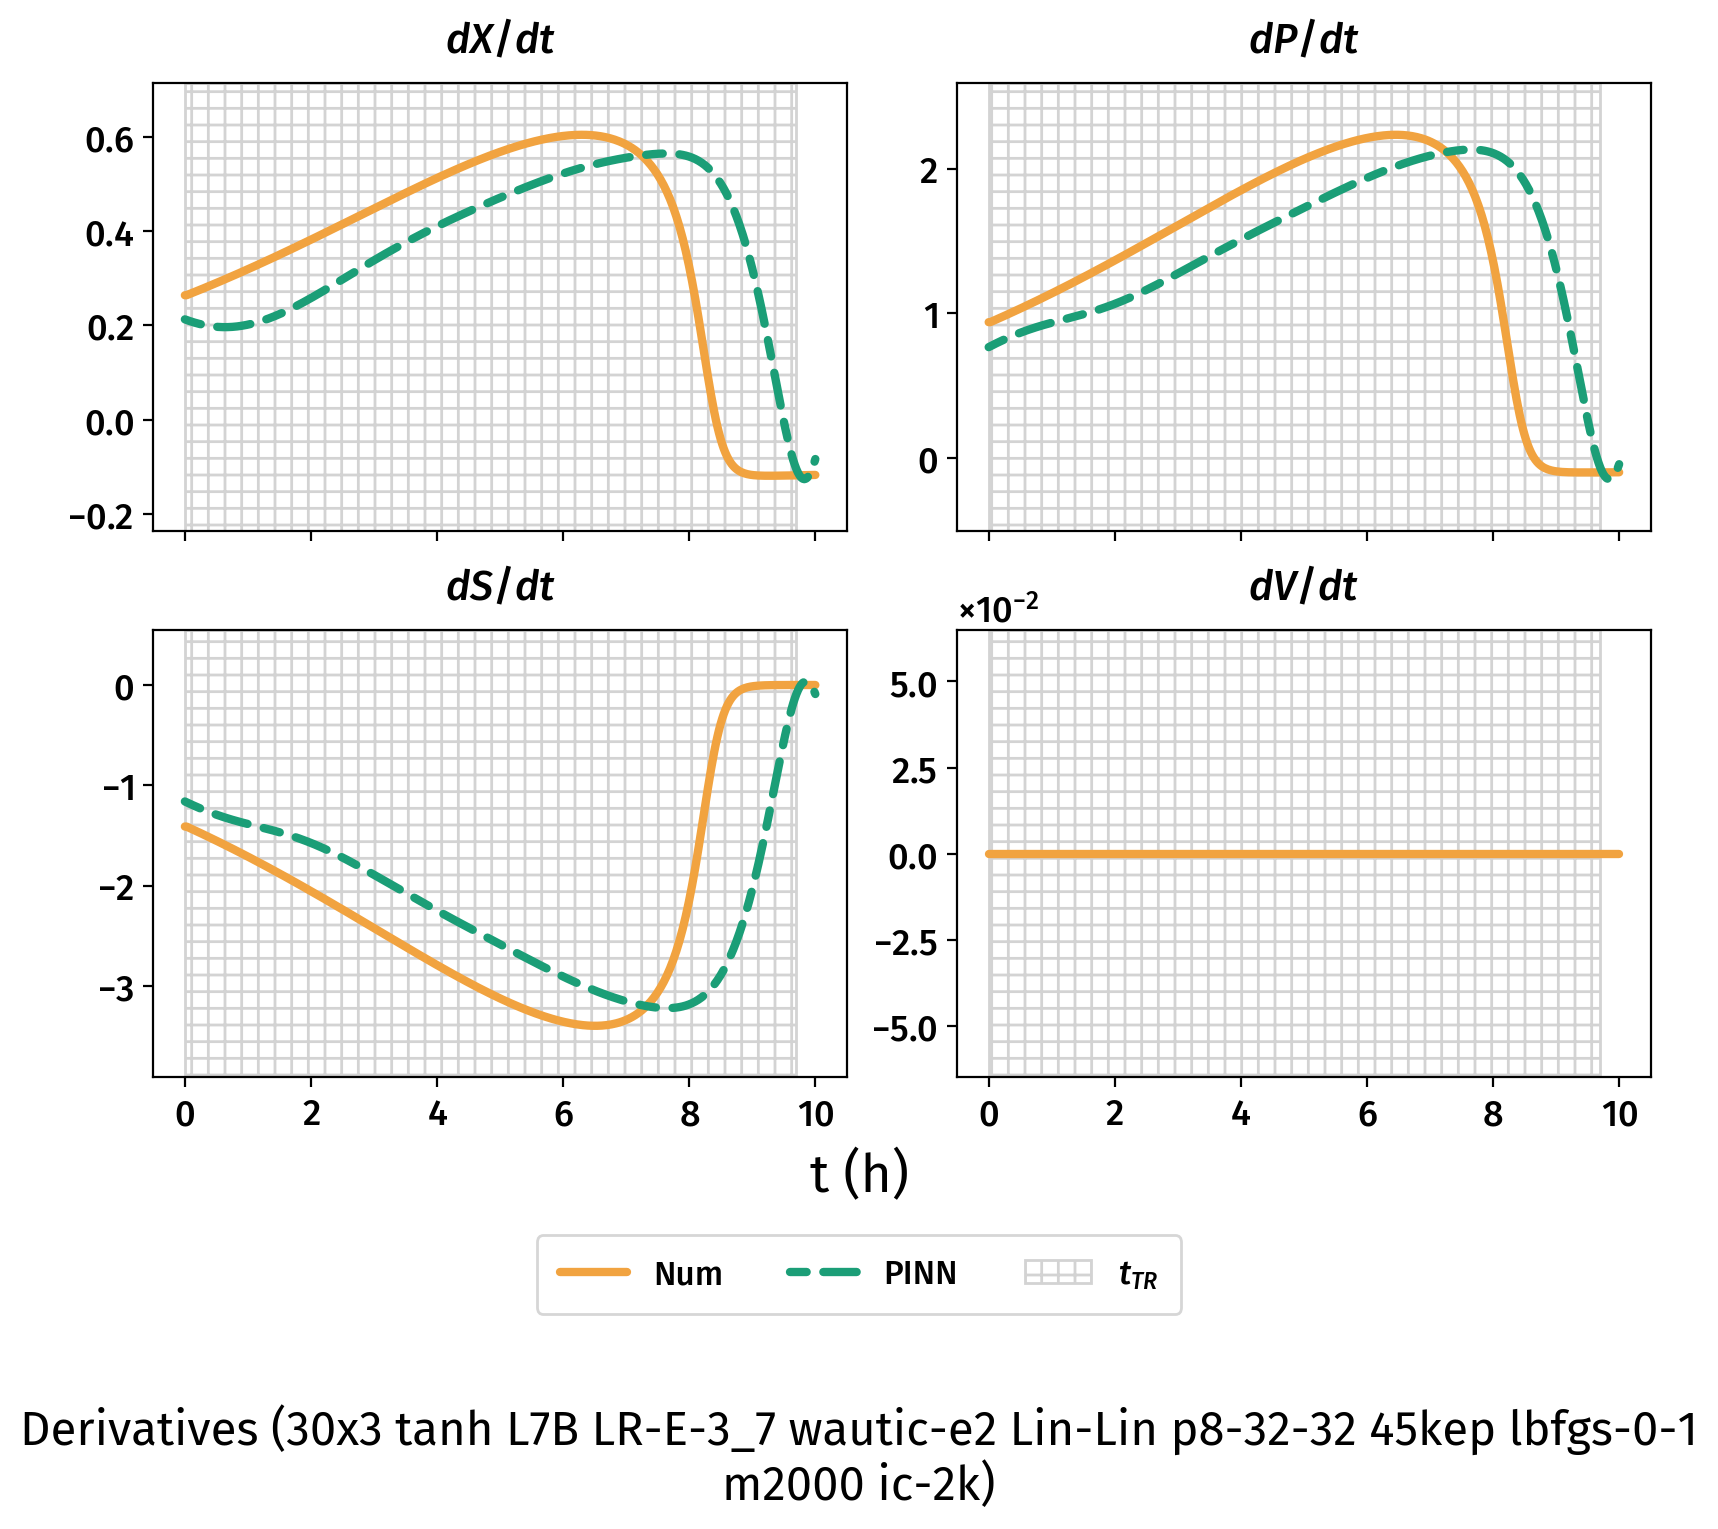 dX/dt
dP/dt
0.6
0.4
0.2
0.0
−0.2
2
1
0
dS/dt
dV/dt
×10⁻²
0
−1
−2
−3
5.0
2.5
0.0
−2.5
−5.0
0 2 4 6 8 10
0 2 4 6 8 10
t (h)
Num PINN t_TR
Derivatives (30x3 tanh L7B LR-E-3_7 wautic-e2 Lin-Lin p8-32-32 45kep lbfgs-0-1
m2000 ic-2k)